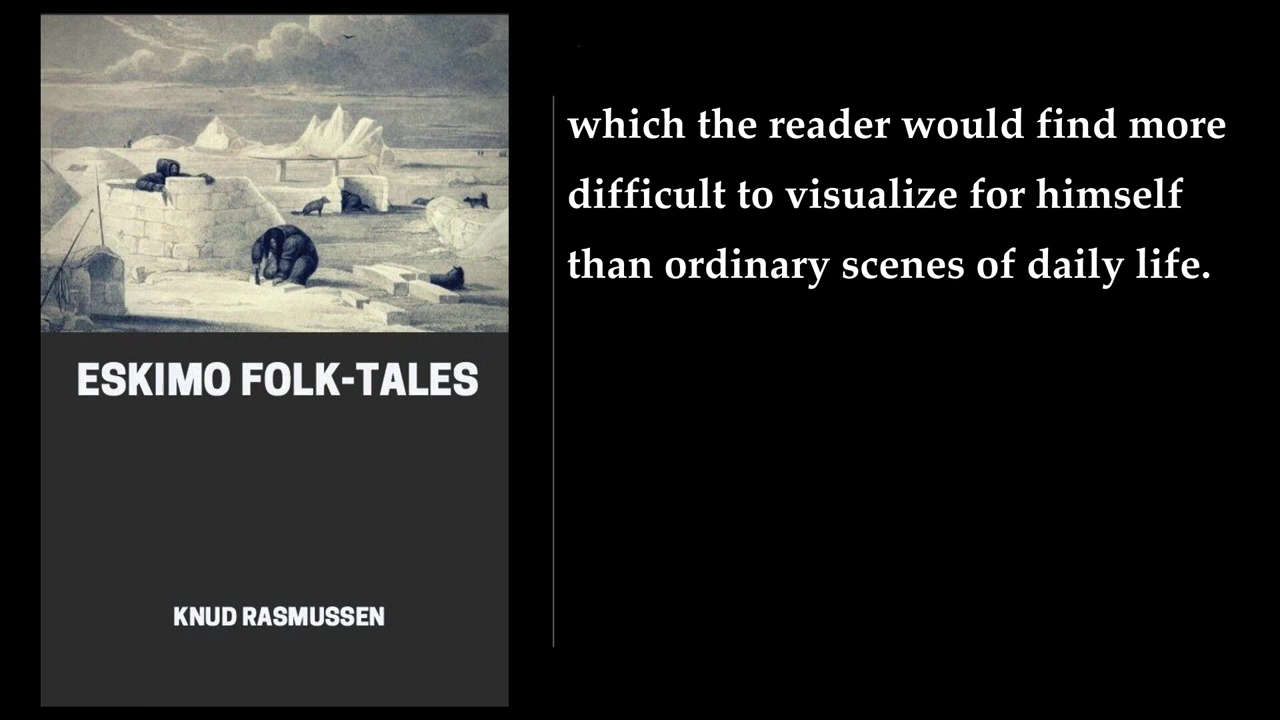 ESKIMO FOLK-TALES
KNUD RASMUSSEN
which the reader would find more
difficult to visualize for himself
than ordinary scenes of daily life.